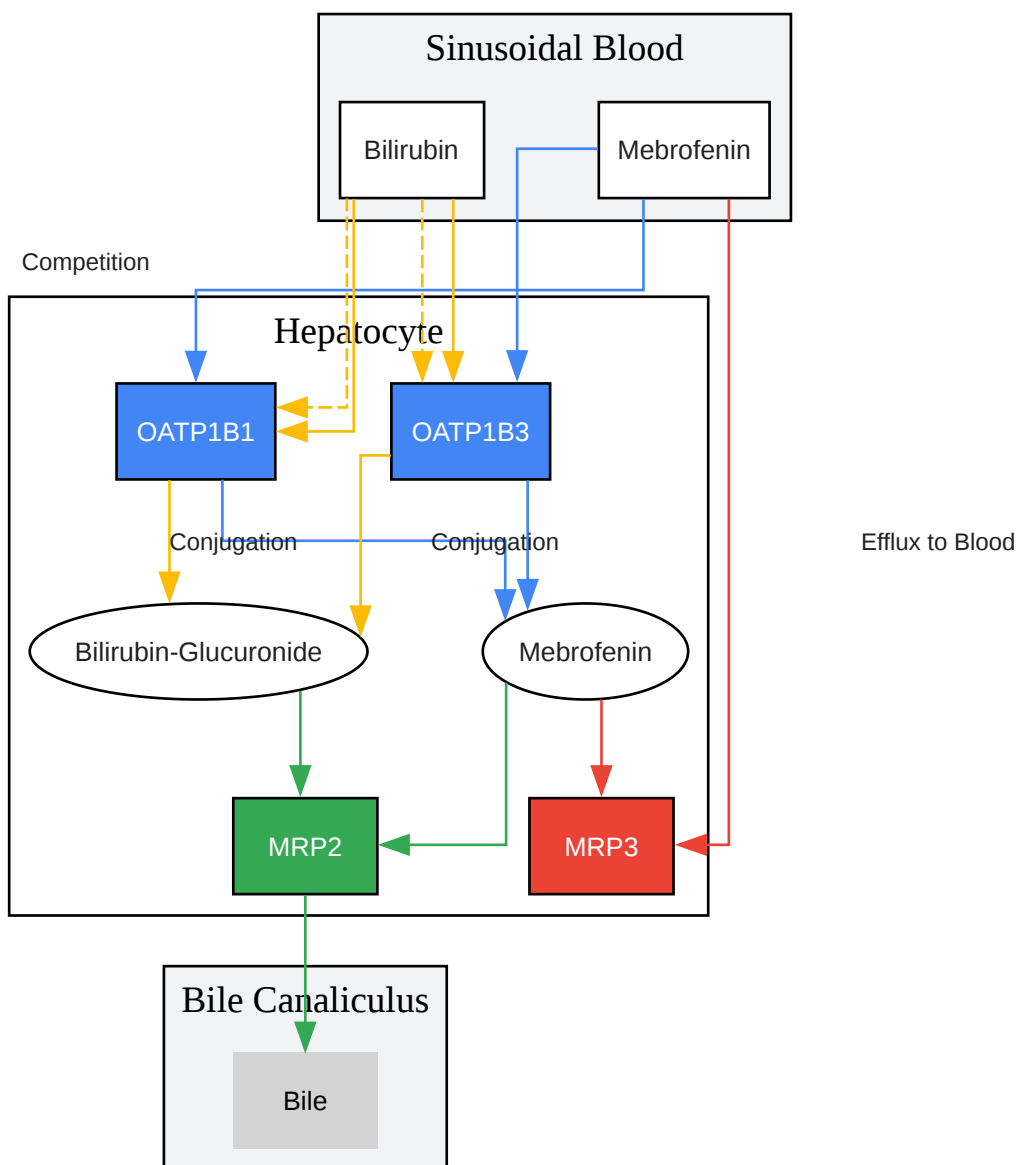 Sinusoidal Blood
Bilirubin
Mebrofenin
Competition
Hepatocyte
OATP1B1
OATP1B3
Conjugation
Conjugation
Efflux to Blood
Bilirubin-Glucuronide
Mebrofenin
MRP2
MRP3
Bile Canaliculus
Bile